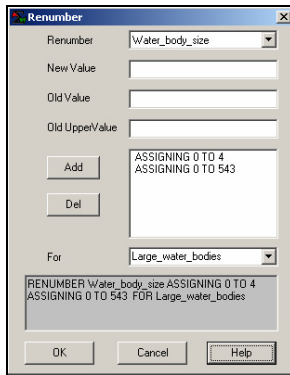 Renumber
Renumber
Water_body_size
New Value
Old Value
Old UpperValue
Add
Del
ASSIGNING 0 TO 4
ASSIGNING 0 TO 543
For
Large_water_bodies
RENUMBER Water_body_size ASSIGNING 0 TO 4
ASSIGNING 0 TO 543 FOR Large_water_bodies
OK
Cancel
Help